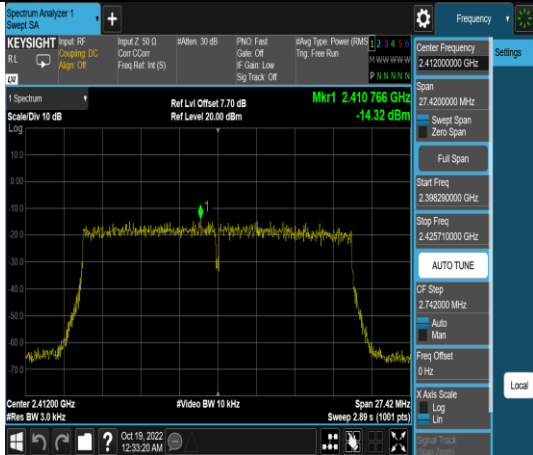 Spectrum Analyzer 1
Swept SA
Frequency
KEYSIGHT
RL
Input: RF
Coupling: DC
Align: Off
Input Z: 50 Ω
Corr CCorr
Freq Ref: Int (S)
#Atten: 30 dB
PNO: Fast
Gate: Off
IF Gain: Low
Sig Track: Off
#Avg Type: Power (RMS
Trig: Free Run
1 2 3 4 5 6
M W W W W W
P N N N N N
LXI
Center Frequency
2.412000000 GHz
Settings
1 Spectrum
Scale/Div 10 dB
Ref Lvl Offset 7.70 dB
Ref Level 20.00 dBm
Mkr1 2.410 766 GHz
-14.32 dBm
Span
27.4200000 MHz
Swept Span
Zero Span
Full Span
Start Freq
2.398290000 GHz
Stop Freq
2.425710000 GHz
AUTO TUNE
CF Step
2.742000 MHz
Auto
Man
Freq Offset
0 Hz
X Axis Scale
Log
Lin
Local
Signal Track
(Span Zoom)
Log
10.0
0.00
-10.0
-20.0
-30.0
-40.0
-50.0
-60.0
-70.0
1
Center 2.41200 GHz
#Res BW 3.0 kHz
#Video BW 10 kHz
Span 27.42 MHz
Sweep 2.89 s (1001 pts)
?
Oct 19, 2022
12:33:20 AM